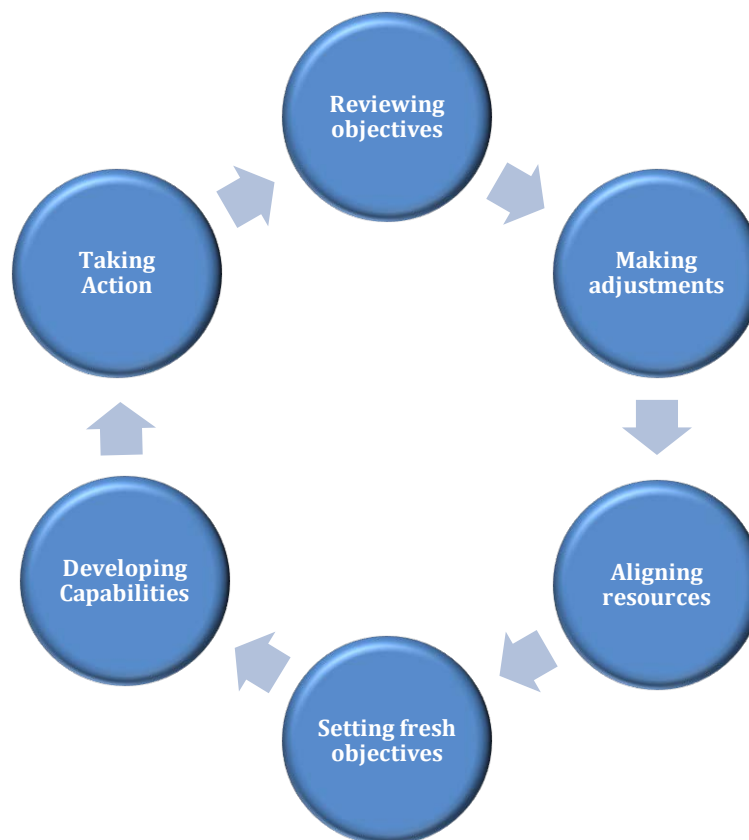 Reviewing
objectives
Making
adjustments
Aligning
resources
Setting fresh
objectives
Developing
Capabilities
Taking
Action